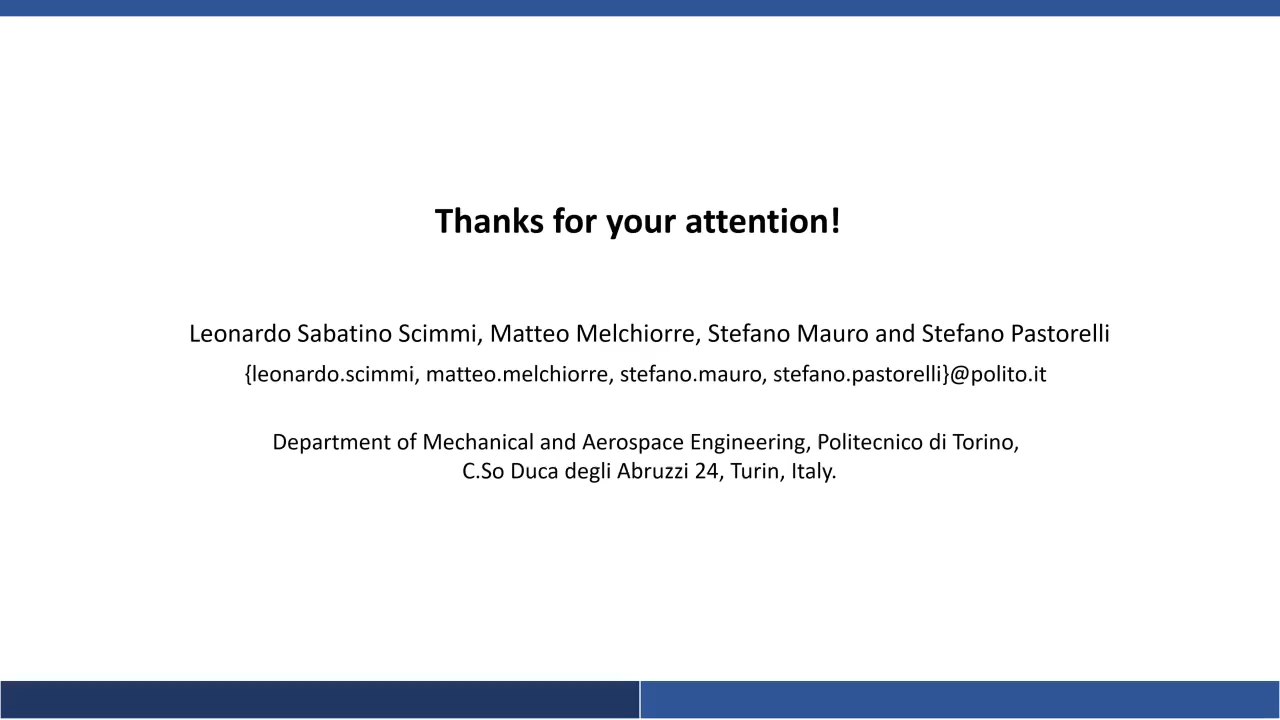 Thanks for your attention!
Leonardo Sabatino Scimmi, Matteo Melchiorre, Stefano Mauro and Stefano Pastorelli
{leonardo.scimmi, matteo.melchiorre, stefano.mauro, stefano.pastorelli}@polito.it
Department of Mechanical and Aerospace Engineering, Politecnico di Torino,
C.So Duca degli Abruzzi 24, Turin, Italy.